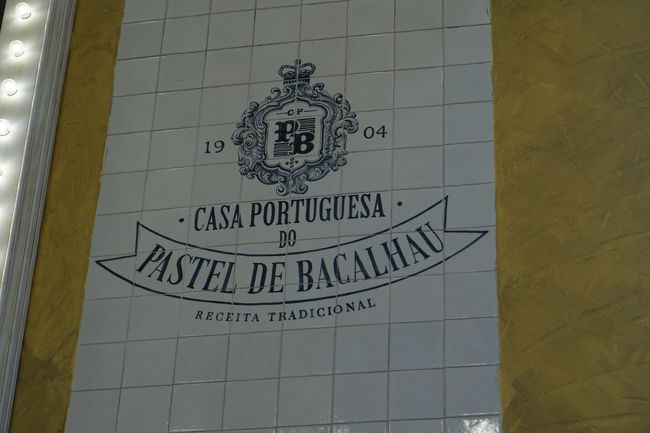 CP
PB
19 04
• CASA PORTUGUESA •
DO
PASTEL DE BACALHAU
RECEITA TRADICIONAL